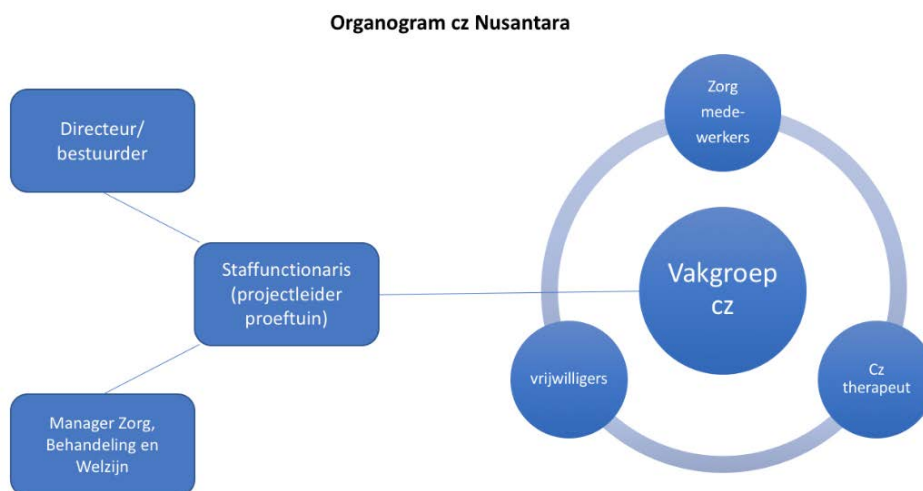 Organogram cz Nusantara
Directeur/
bestuurder
Staffunctionaris
(projectleider
proeftuin)
Manager Zorg,
Behandeling en
Welzijn
Zorg
mede-
werkers
Vakgroep
cz
vrijwilligers
Cz
therapeut